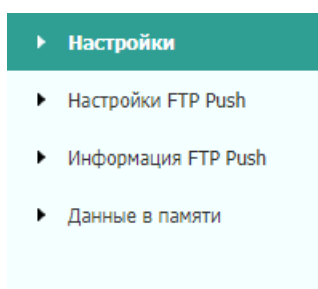 Настройки
Настройки FTP Push
Информация FTP Push
Данные в памяти